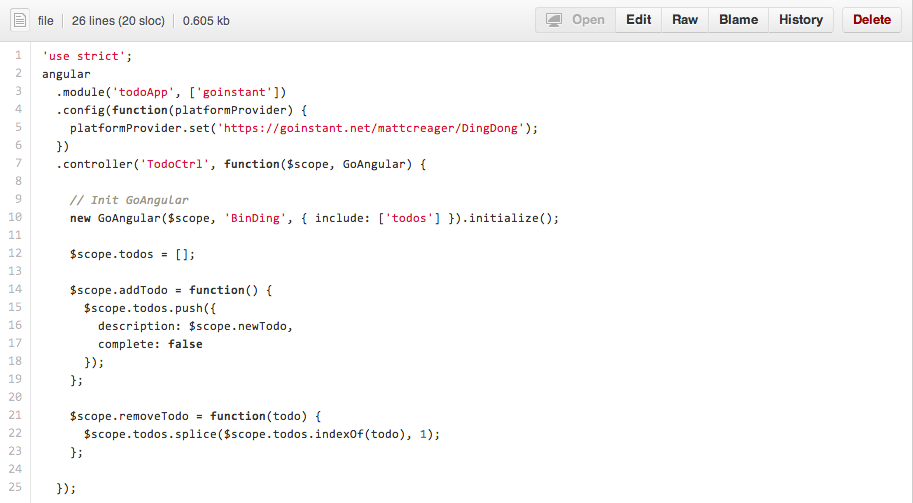 file 26 lines (20 sloc) 0.605 kb Open Edit Raw Blame History Delete
1 'use strict';
2 angular
3 .module('todoApp', ['goinstant'])
4 .config(function(platformProvider) {
5 platformProvider.set('https://goinstant.net/mattcreager/DingDong');
6 })
7 .controller('TodoCtrl', function($scope, GoAngular) {
8
9 // Init GoAngular
10 new GoAngular($scope, 'BinDing', { include: ['todos'] }).initialize();
11
12 $scope.todos = [];
13
14 $scope.addTodo = function() {
15 $scope.todos.push({
16 description: $scope.newTodo,
17 complete: false
18 });
19 };
20
21 $scope.removeTodo = function(todo) {
22 $scope.todos.splice($scope.todos.indexOf(todo), 1);
23 };
24
25 });